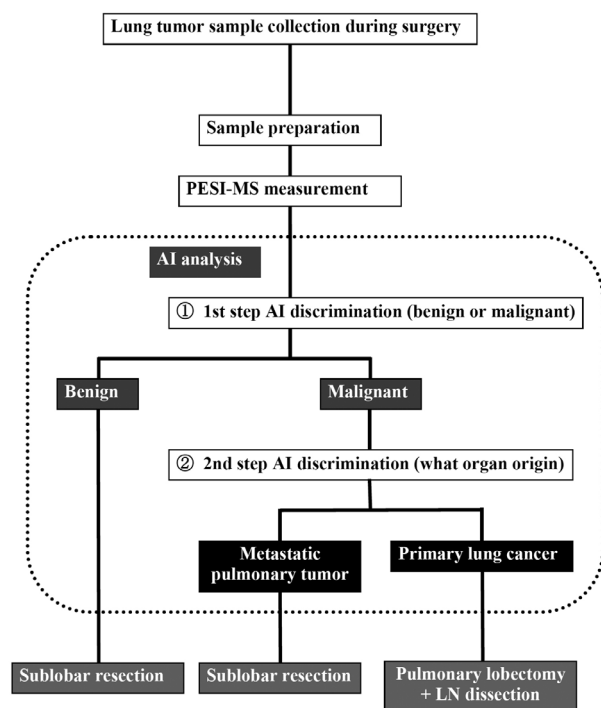 Lung tumor sample collection during surgery
Sample preparation
PESI-MS measurement
AI analysis
① 1st step AI discrimination (benign or malignant)
Benign
Malignant
② 2nd step AI discrimination (what organ origin)
Metastatic
pulmonary tumor
Primary lung cancer
Sublobar resection
Sublobar resection
Pulmonary lobectomy
+ LN dissection